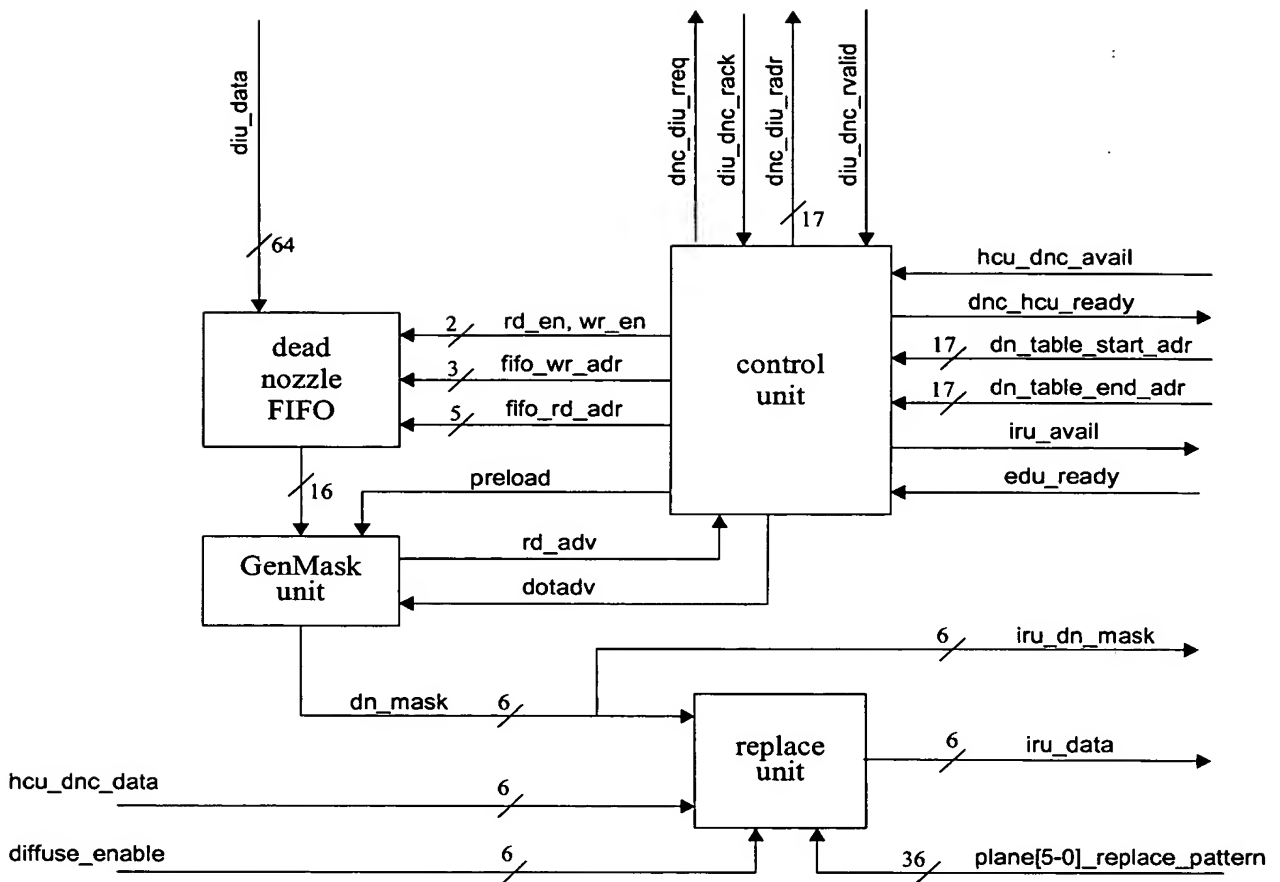 diu_data
64
dnc_diu_rreq
diu_dnc_rack
dnc_diu_radr
17
diu_dnc_rvalid
dead
nozzle
FIFO
2 rd_en, wr_en
3 fifo_wr_adr
5 fifo_rd_adr
control
unit
hcu_dnc_avail
dnc_hcu_ready
17 dn_table_start_adr
17 dn_table_end_adr
iru_avail
edu_ready
16
preload
GenMask
unit
rd_adv
dotadv
6 iru_dn_mask
dn_mask 6
replace
unit
6 iru_data
hcu_dnc_data 6
diffuse_enable 6
36 plane[5-0]_replace_pattern